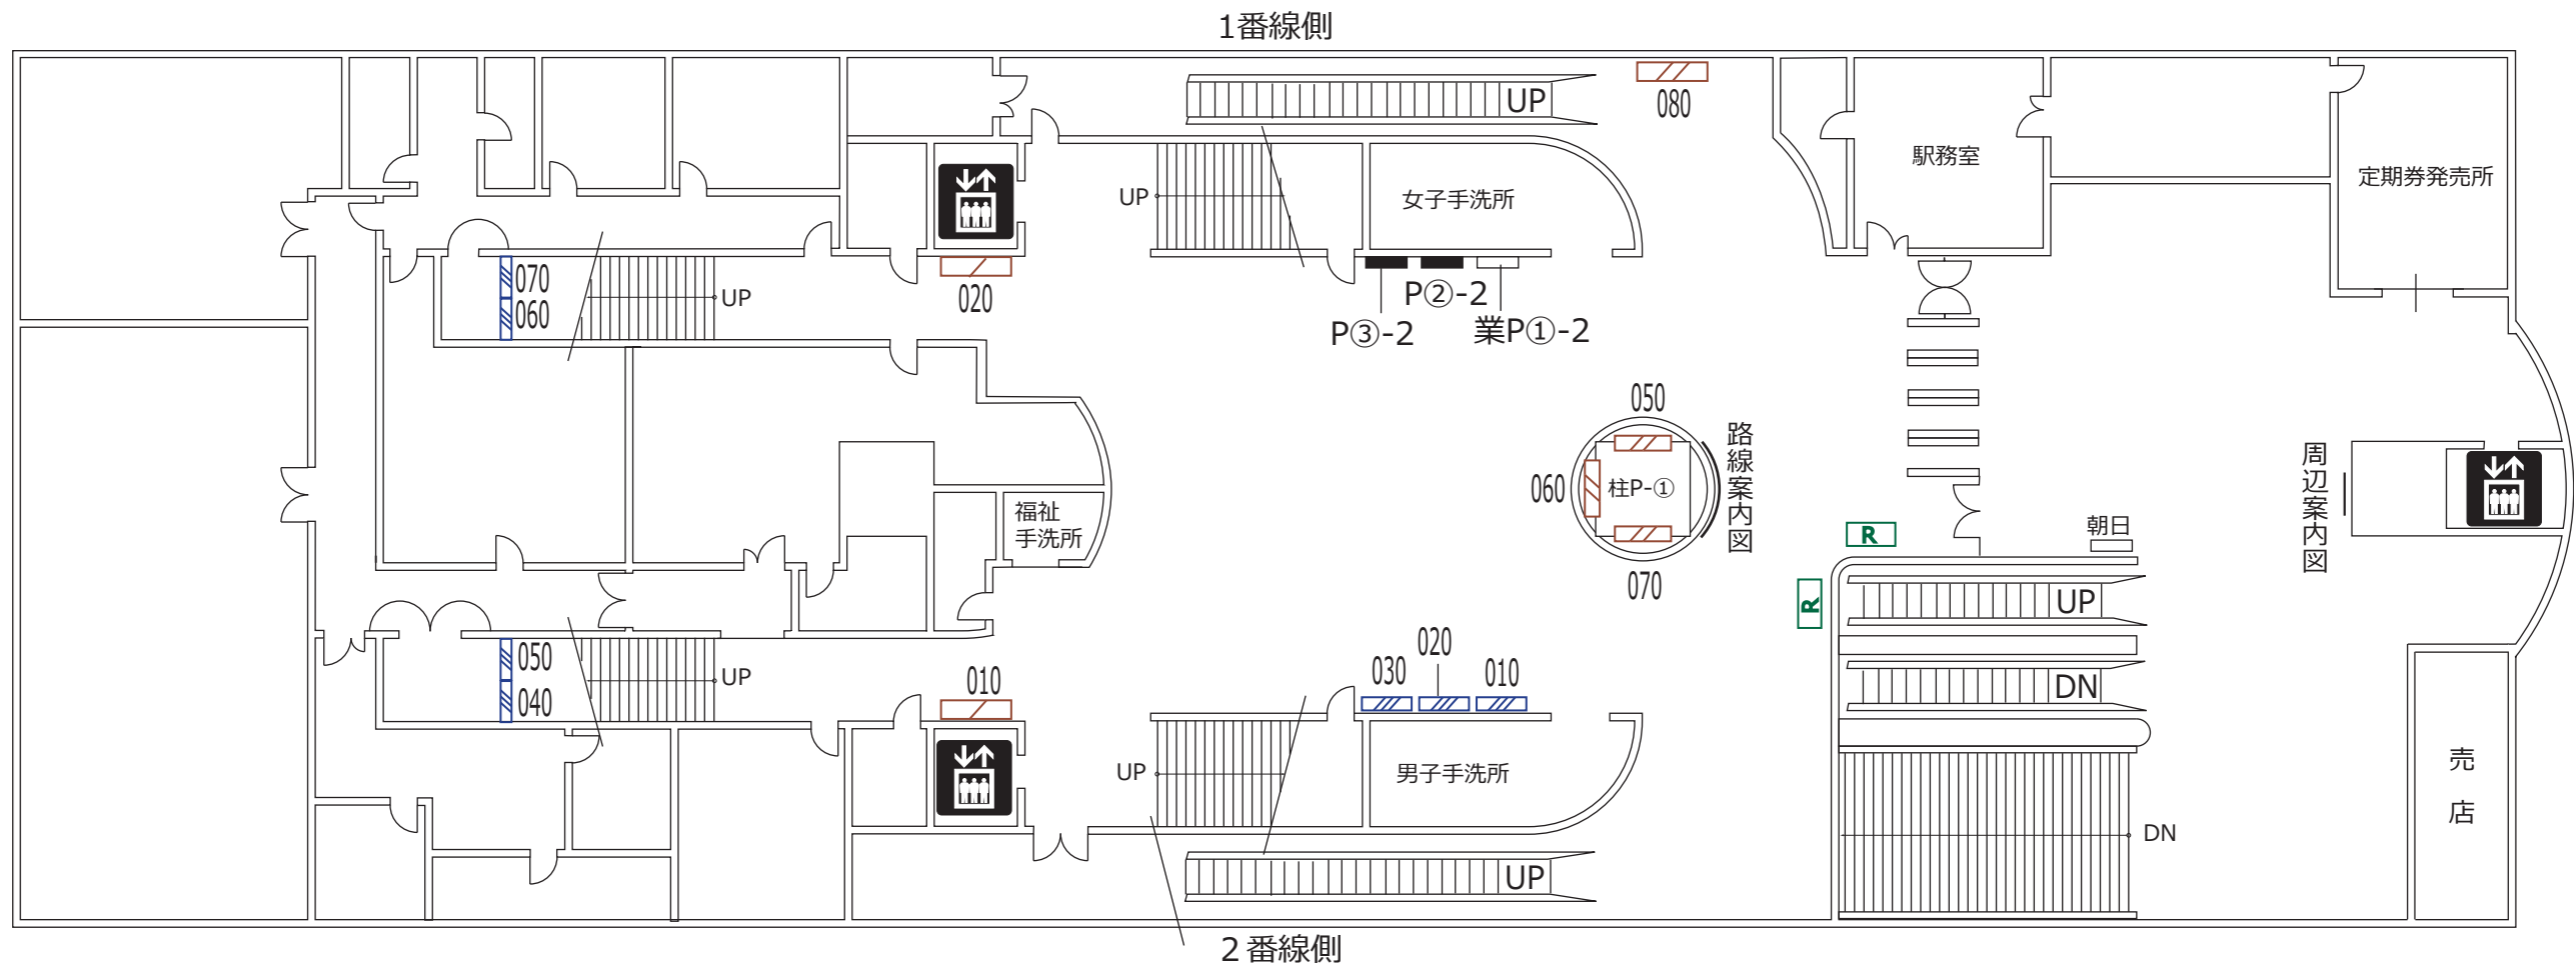 1番線側
UP
080
駅務室
定期券発売所
UP
女子手洗所
070
060
UP
020
P②-2
P③-2
業P①-2
050
路線案内図
060
柱P-①
070
周辺案内図
福祉
手洗所
R
朝日
R
UP
050
040
UP
010
030
020
010
DN
UP
男子手洗所
売店
DN
UP
２番線側